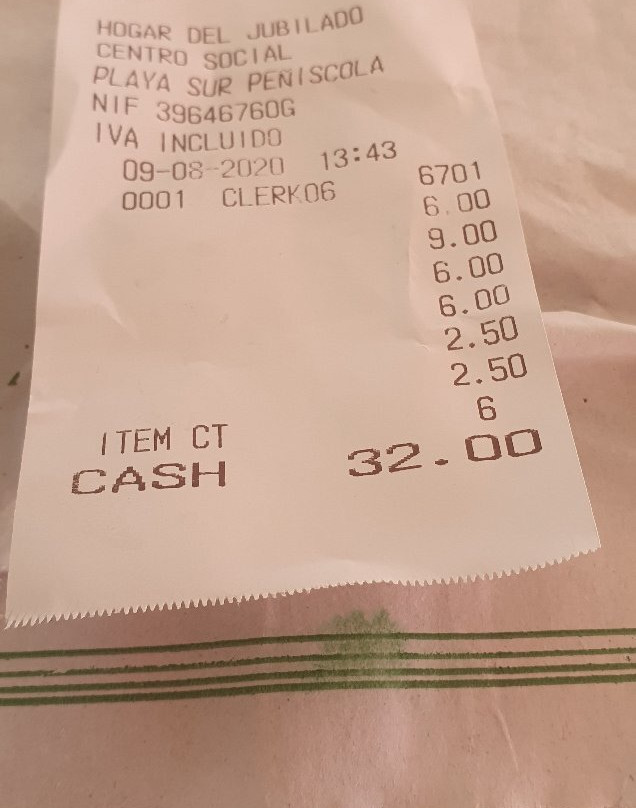 HOGAR DEL JUBILADO
CENTRO SOCIAL
PLAYA SUR PEÑISCOLA
NIF 39646760G
IVA INCLUIDO
09-08-2020 13:43
6701
0001 CLERK06
6.00
9.00
6.00
6.00
2.50
2.50
ITEM CT 6
CASH 32.00